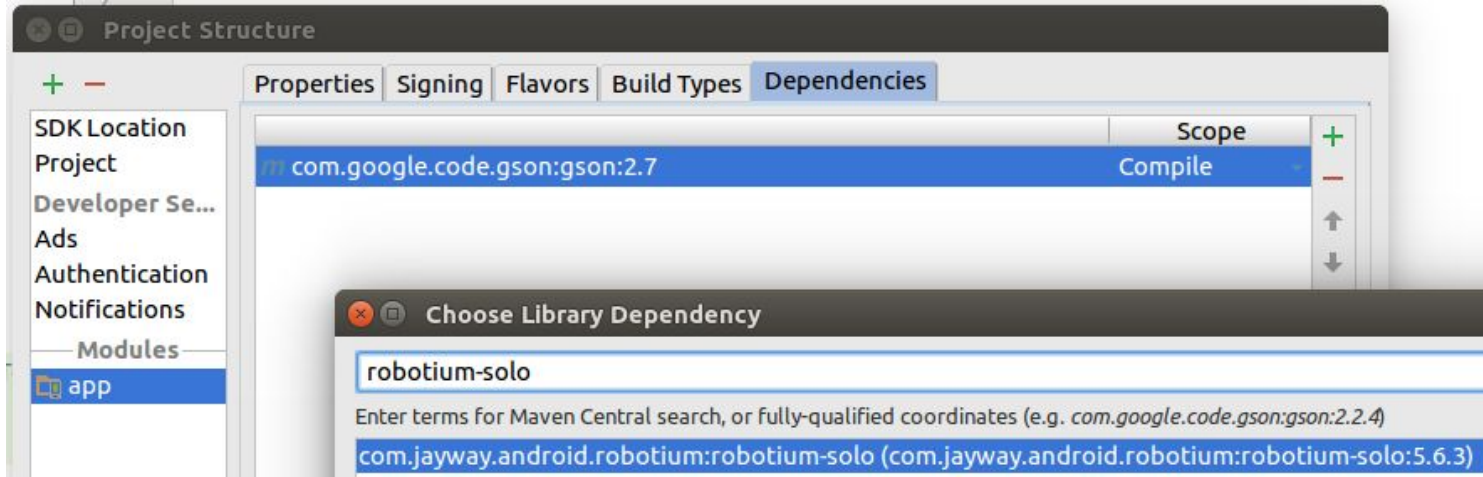 Project Structure
Properties Signing Flavors Build Types Dependencies
SDK Location
Project
Developer Se...
Ads
Authentication
Notifications
Modules
app
Scope
m com.google.code.gson:gson:2.7 Compile
Choose Library Dependency
robotium-solo
Enter terms for Maven Central search, or fully-qualified coordinates (e.g. com.google.code.gson:gson:2.2.4)
com.jayway.android.robotium:robotium-solo (com.jayway.android.robotium:robotium-solo:5.6.3)